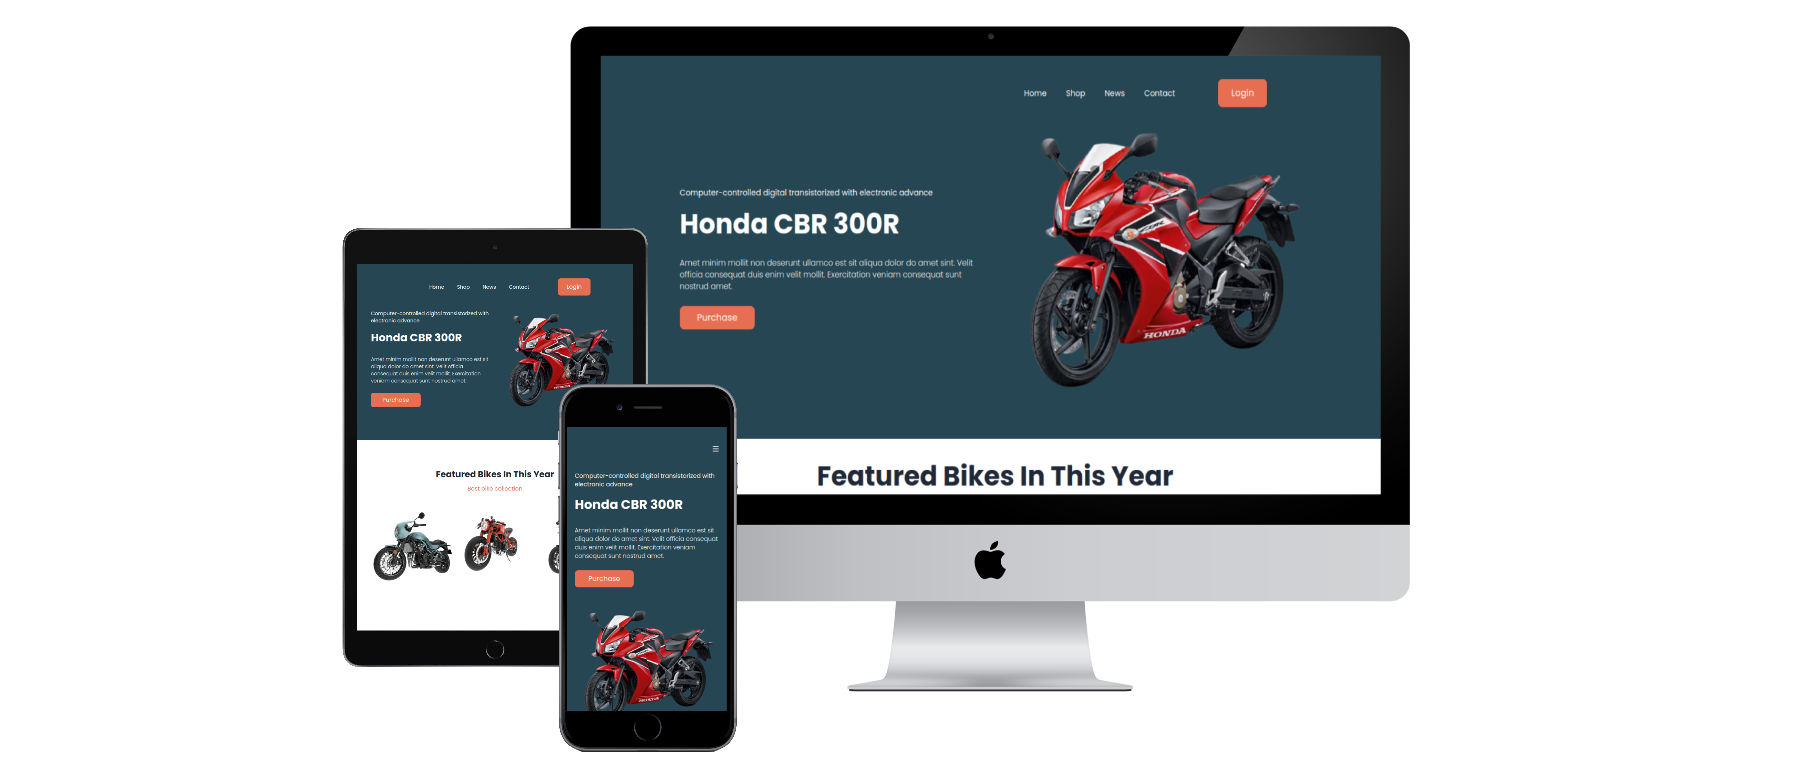 Home Shop News Contact Login
Computer-controlled digital transistorized with electronic advance
Honda CBR 300R
Amet minim mollit non deserunt ullamco est sit aliqua dolor do amet sint. Velit
officia consequat duis enim velit mollit. Exercitation veniam consequat sunt
nostrud amet.
Purchase
HONDA
Featured Bikes In This Year
Home Shop News Contact Login
Computer-controlled digital transistorized with
electronic advance
Honda CBR 300R
Amet minim mollit non deserunt ullamco est sit
aliqua dolor do amet sint. Velit officia
consequat duis enim velit mollit. Exercitation
veniam consequat sunt nostrud amet.
Purchase
Featured Bikes In This Year
Best bike collection
Computer-controlled digital transistorized with
electronic advance
Honda CBR 300R
Amet minim mollit non deserunt ullamco est sit
aliqua dolor do amet sint. Velit officia consequat
duis enim velit mollit. Exercitation veniam
consequat sunt nostrud amet.
Purchase
HONDA